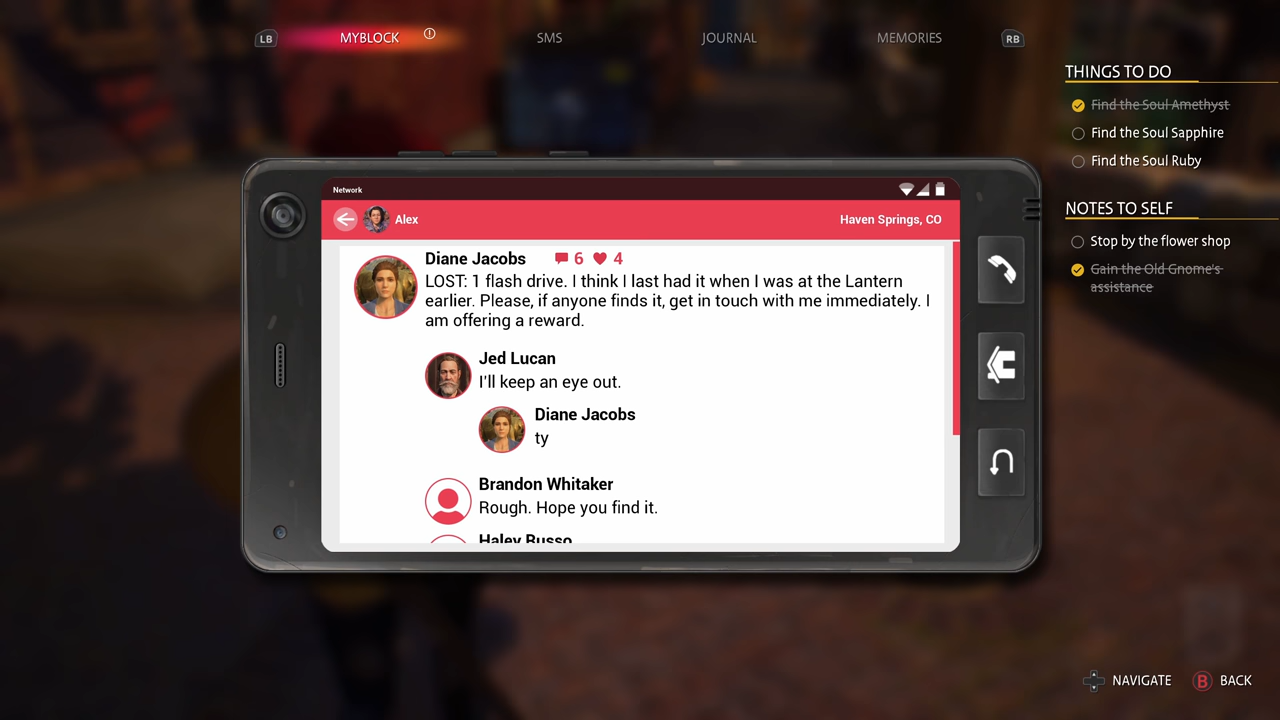 LB
MYBLOCK
SMS
JOURNAL
MEMORIES
RB
THINGS TO DO
Find the Soul Amethyst
Find the Soul Sapphire
Find the Soul Ruby
NOTES TO SELF
Stop by the flower shop
Gain the Old Gnome's
assistance
Network
Alex
Haven Springs, CO
Diane Jacobs 6 4
LOST: 1 flash drive. I think I last had it when I was at the Lantern
earlier. Please, if anyone finds it, get in touch with me immediately. I
am offering a reward.
Jed Lucan
I'll keep an eye out.
Diane Jacobs
ty
Brandon Whitaker
Rough. Hope you find it.
Haley Russo
NAVIGATE
B BACK